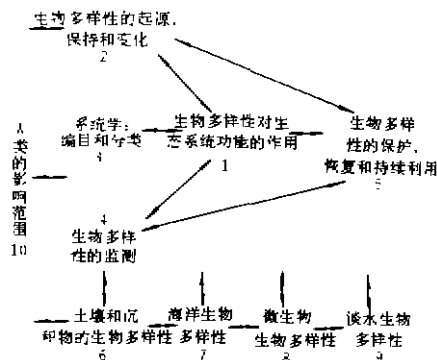 生物多样性的起源,
保持和变化
2
系统学:
编目和分类
3
生物多样性对生
态系统功能的作用
1
生物多样
性的保护,
恢复和持续利用
5
人类的影响范围
10
4
生物多样
性的监测
土壤和沉
积物的生物多样性
6
海洋生物
多样性
7
微生物
生物多样性
8
淡水生物
多样性
9